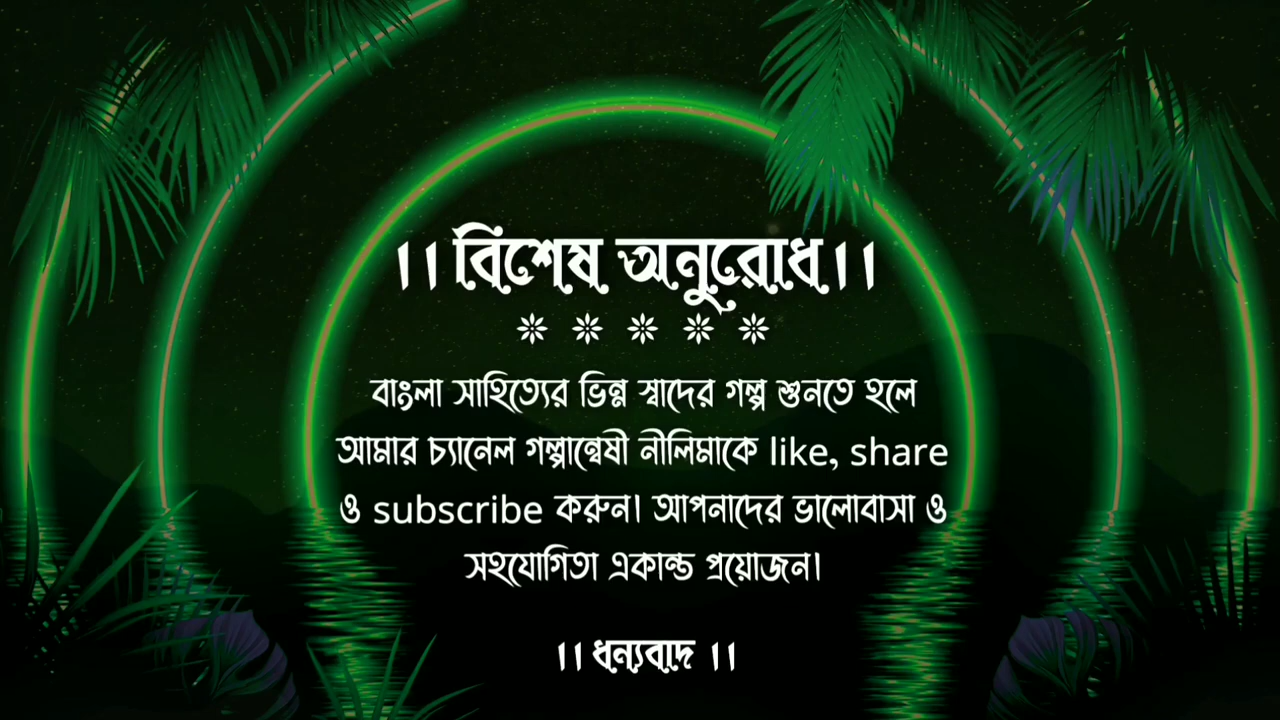 ।। বিশেষ অনুরোধ।।
বাংলা সাহিত্যের ভিন্ন স্বাদের গল্প শুনতে হলে
আমার চ্যানেল গল্পান্বেষী নীলিমাকে like, share
ও subscribe করুন। আপনাদের ভালোবাসা ও
সহযোগিতা একান্ত প্রয়োজন।
।। ধন্যবাদে ।।